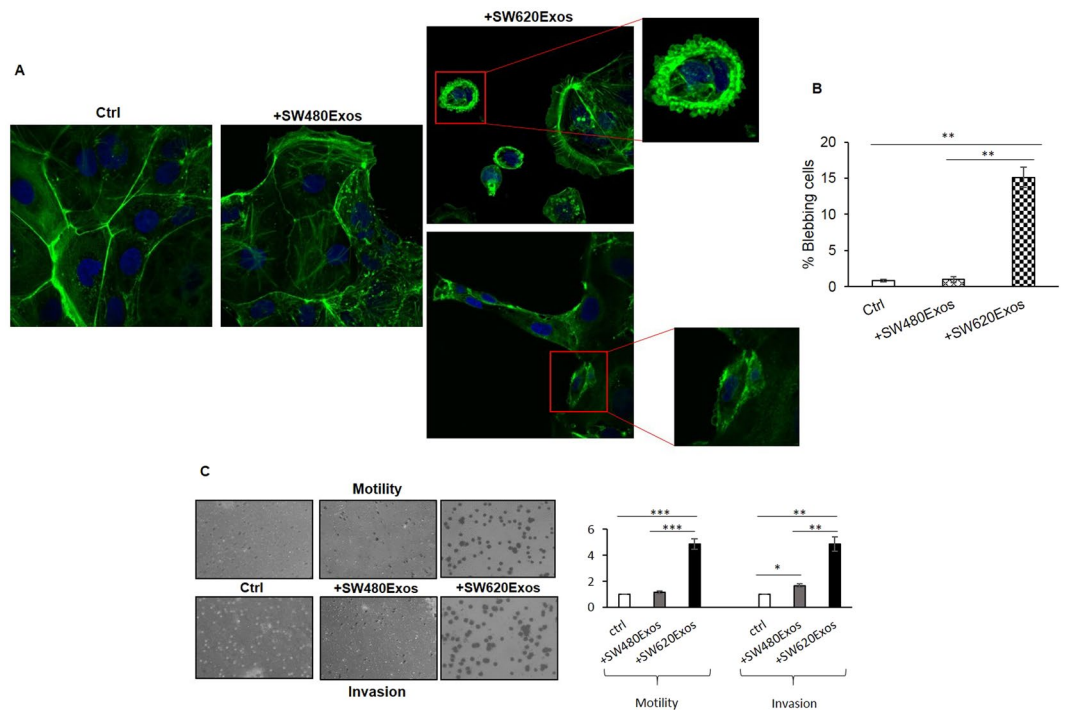 +SW620Exos
A
Ctrl
+SW480Exos
B
% Blebbing cells
20
15
10
5
0
**
**
Ctrl
+SW480Exos
+SW620Exos
C
Motility
Ctrl
+SW480Exos
+SW620Exos
Invasion
6
4
2
0
***
***
**
**
*
ctrl
+SW480Exos
+SW620Exos
ctrl
+SW480Exos
+SW620Exos
Motility
Invasion